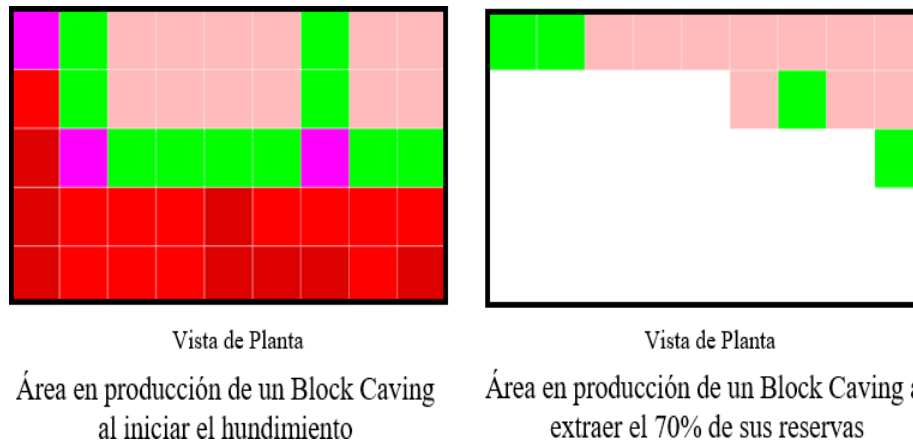 Vista de Planta
Área en producción de un Block Caving
al iniciar el hundimiento
Vista de Planta
Área en producción de un Block Caving a
extraer el 70% de sus reservas